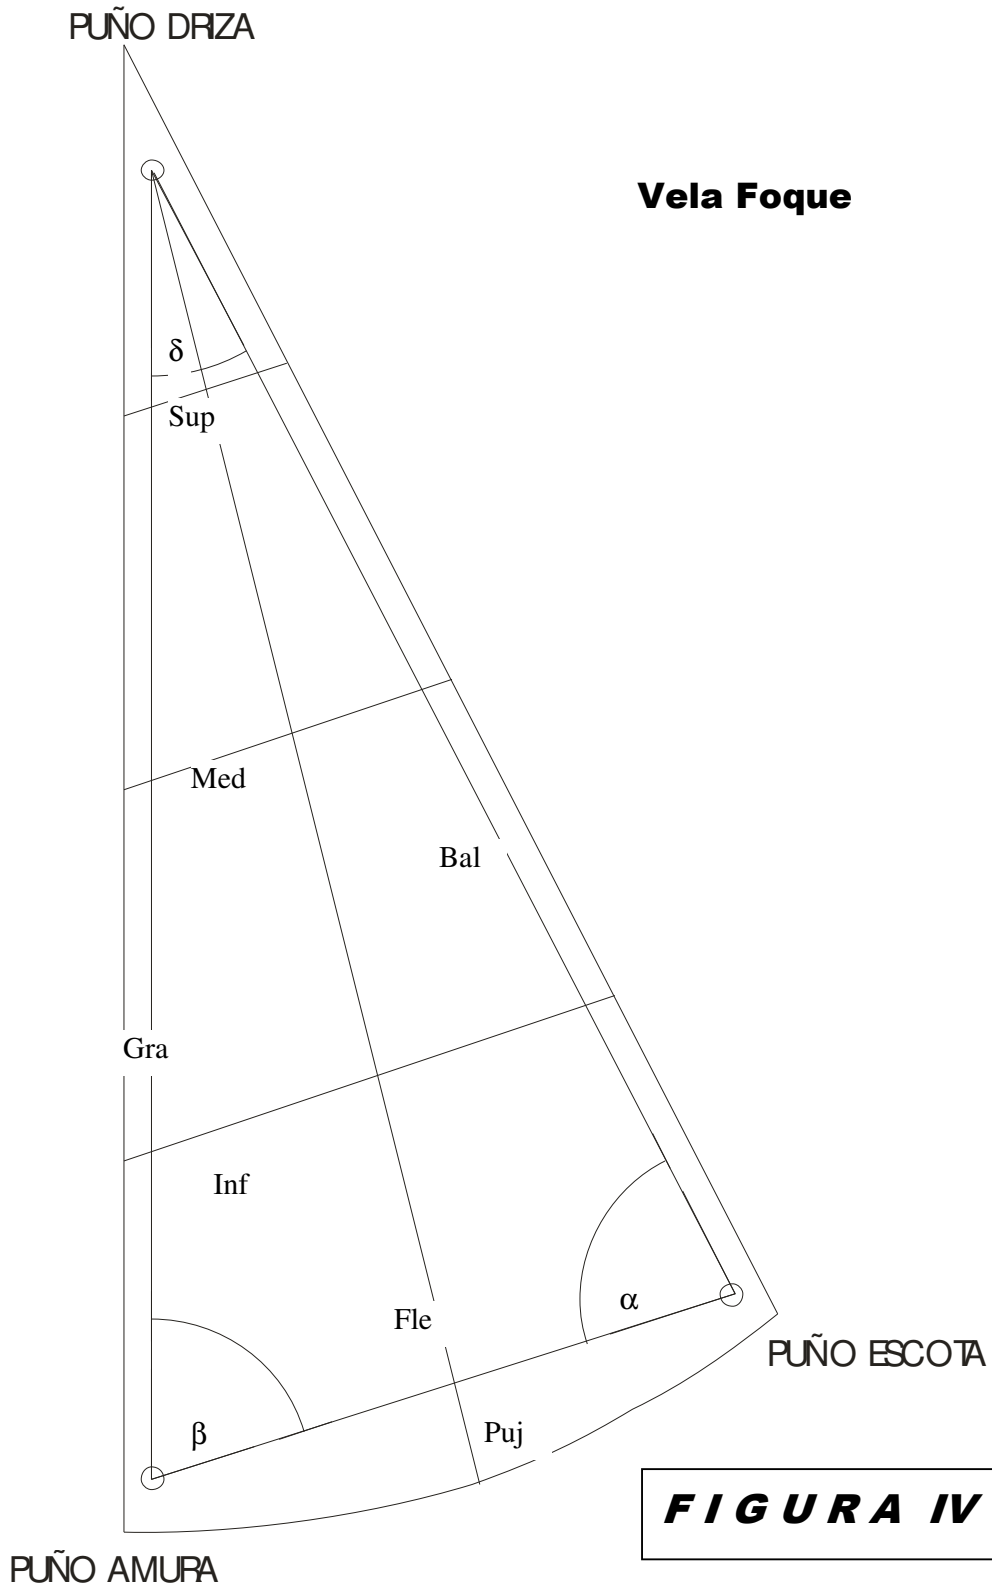 PUÑO DRIZA
Vela Foque
δ
Sup
Med
Bal
Gra
Inf
α
Fle
PUÑO ESCOTA
β
Puj
FIGURA IV
PUÑO AMURA